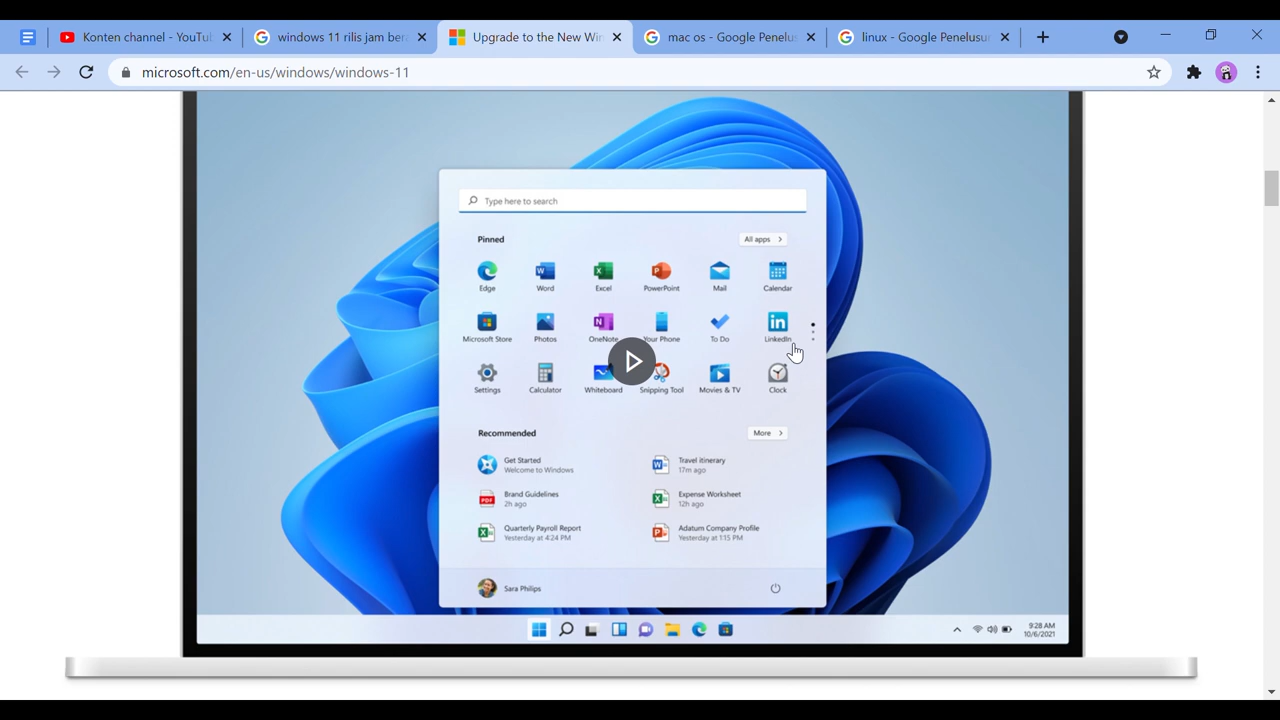 Konten channel - YouTu
windows 11 rilis jam bera
Upgrade to the New Win
mac os - Google Penelus
linux - Google Penelusur
microsoft.com/en-us/windows/windows-11
Type here to search
Pinned
All apps >
Edge
Word
Excel
PowerPoint
Mail
Calendar
Microsoft Store
Photos
OneNote
Your Phone
To Do
LinkedIn
Settings
Calculator
Whiteboard
Snipping Tool
Movies & TV
Clock
Recommended
More >
Get Started
Welcome to Windows
Travel itinerary
17m ago
Brand Guidelines
2h ago
Expense Worksheet
12h ago
Quarterly Payroll Report
Yesterday at 4:24 PM
Adatum Company Profile
Yesterday at 1:15 PM
Sara Philips
9:28 AM
10/6/2021